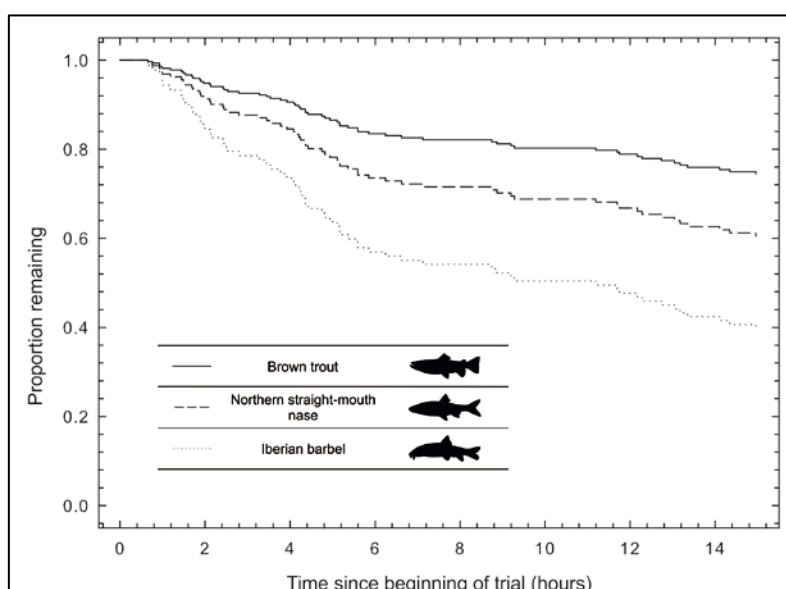 1.0
0.8
0.6
0.4
0.2
0.0
Proportion remaining
Brown trout
Northern straight-mouth
nase
Iberian barbel
0 2 4 6 8 10 12 14
Time since beginning of trial (hours)